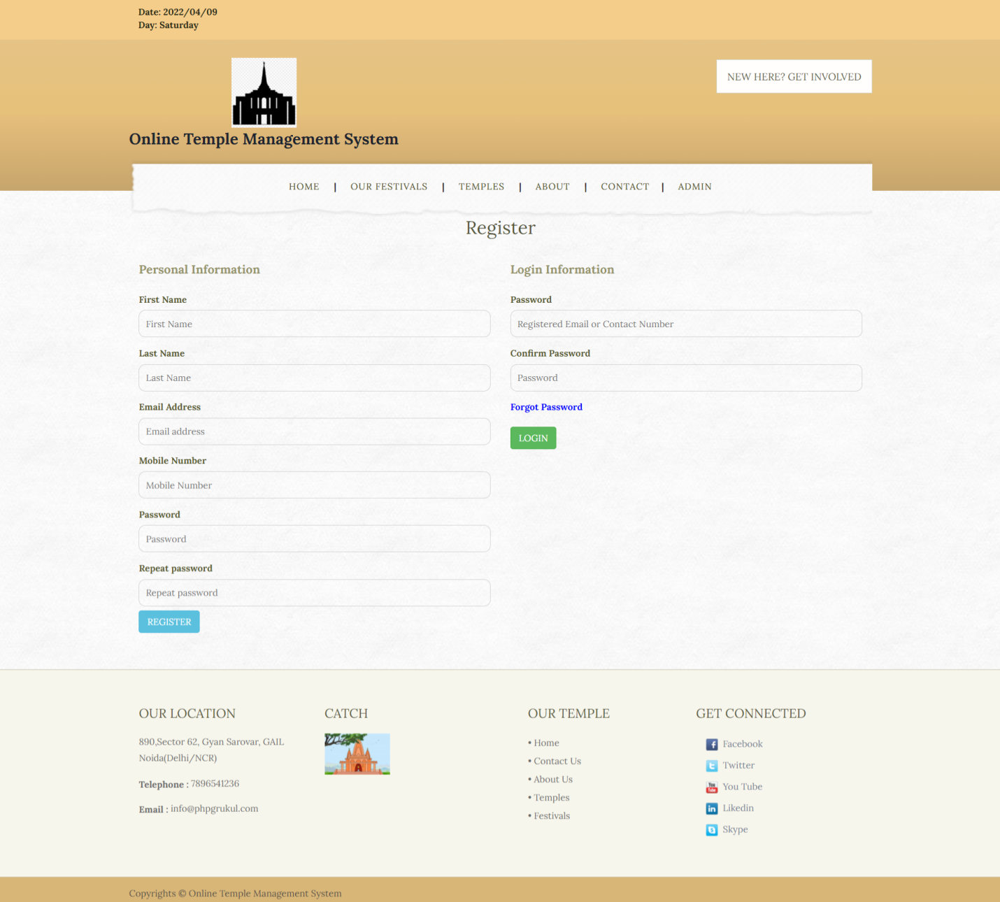 Date: 2022/04/09
Day: Saturday
NEW HERE? GET INVOLVED
Online Temple Management System
HOME | OUR FESTIVALS | TEMPLES | ABOUT | CONTACT | ADMIN
Register
Personal Information
First Name
First Name
Last Name
Last Name
Email Address
Email address
Mobile Number
Mobile Number
Password
Password
Repeat password
Repeat password
REGISTER
Login Information
Password
Registered Email or Contact Number
Confirm Password
Password
Forgot Password
LOGIN
OUR LOCATION
890,Sector 62, Gyan Sarovar, GAIL
Noida(Delhi/NCR)
Telephone : 7896541236
Email : info@phpgrukul.com
CATCH
OUR TEMPLE
• Home
• Contact Us
• About Us
• Temples
• Festivals
GET CONNECTED
Facebook
Twitter
You Tube
Likedin
Skype
Copyrights © Online Temple Management System